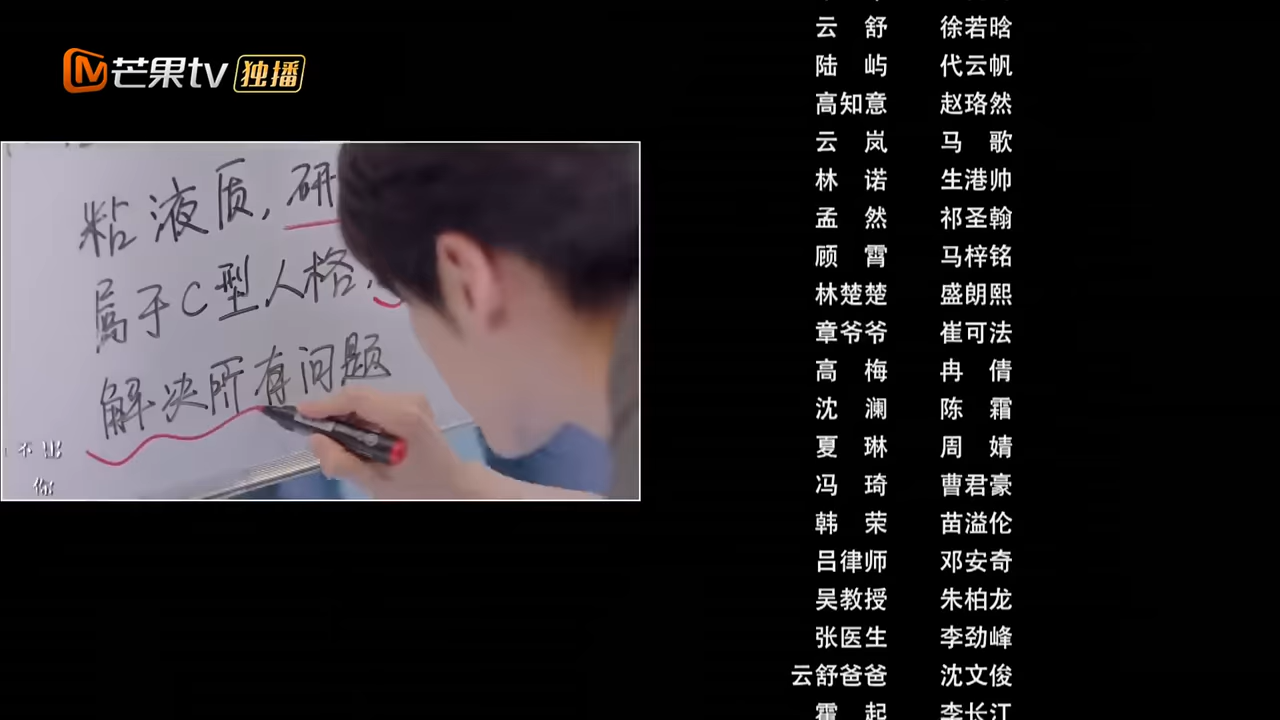 芒果tv 独播
粘液质,研
属于C型人格,
解决所有问题
你
云舒 徐若晗
陆屿 代云帆
高知意 赵珞然
云岚 马歌
林诺 生港帅
孟然 祁圣翰
顾霄 马梓铭
林楚楚 盛朗熙
章爷爷 崔可法
高梅 冉倩
沈澜 陈霜
夏琳 周婧
冯琦 曹君豪
韩荣 苗溢伦
吕律师 邓安奇
吴教授 朱柏龙
张医生 李劲峰
云舒爸爸 沈文俊
霍起 李长江